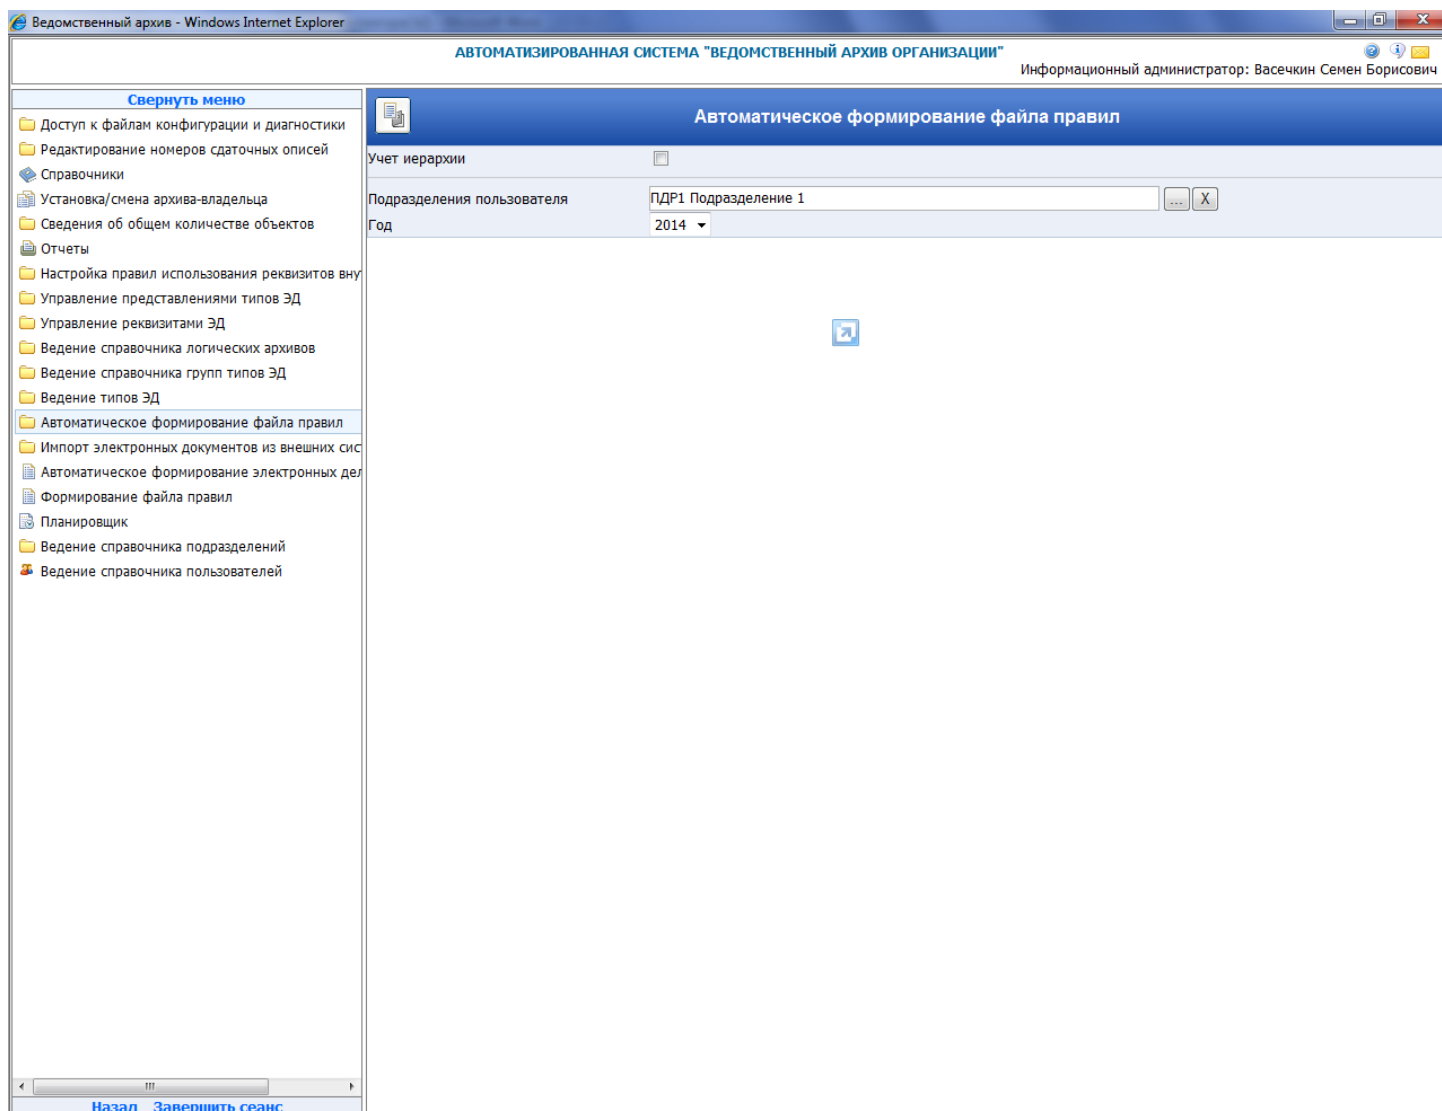 Ведомственный архив - Windows Internet Explorer
АВТОМАТИЗИРОВАННАЯ СИСТЕМА "ВЕДОМСТВЕННЫЙ АРХИВ ОРГАНИЗАЦИИ"
Информационный администратор: Васечкин Семен Борисович
Свернуть меню
Доступ к файлам конфигурации и диагностики
Редактирование номеров сдаточных описей
Справочники
Установка/смена архива-владельца
Сведения об общем количестве объектов
Отчеты
Настройка правил использования реквизитов вну
Управление представлениями типов ЭД
Управление реквизитами ЭД
Ведение справочника логических архивов
Ведение справочника групп типов ЭД
Ведение типов ЭД
Автоматическое формирование файла правил
Импорт электронных документов из внешних сис
Автоматическое формирование электронных дел
Формирование файла правил
Планировщик
Ведение справочника подразделений
Ведение справочника пользователей
Назад Завершить сеанс
Автоматическое формирование файла правил
Учет иерархии
Подразделения пользователя ПДР1 Подразделение 1 ... X
Год 2014